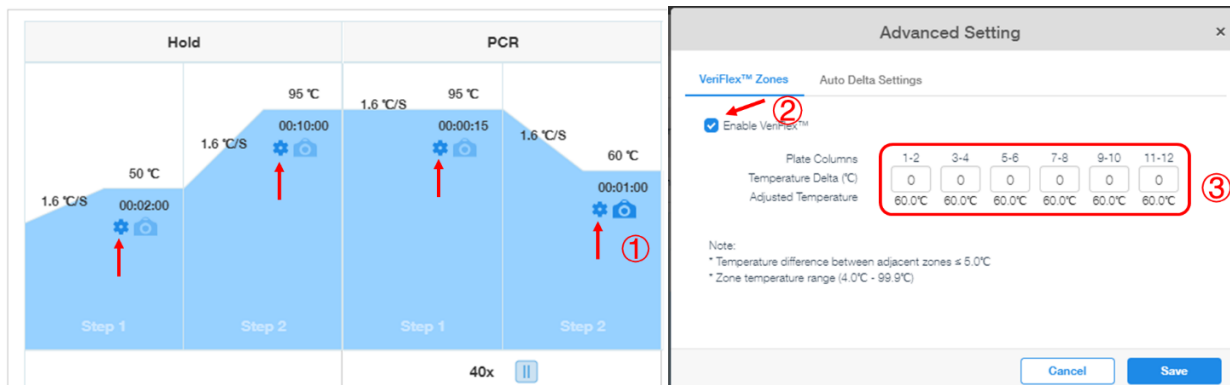 Hold PCR
95 ℃
1.6 ℃/S
95 ℃
00:10:00
00:00:15
1.6 ℃/S
1.6 ℃/S
60 ℃
50 ℃
00:01:00
1.6 ℃/S
00:02:00
①
Step 1 Step 2 Step 1 Step 2
40x
Advanced Setting ×
VeriFlex™ Zones Auto Delta Settings
②
Enable VeriFlex™
Plate Columns 1-2 3-4 5-6 7-8 9-10 11-12
Temperature Delta (℃) 0 0 0 0 0 0
Adjusted Temperature 60.0℃ 60.0℃ 60.0℃ 60.0℃ 60.0℃ 60.0℃
③
Note:
* Temperature difference between adjacent zones ≤ 5.0℃
* Zone temperature range (4.0℃ - 99.9℃)
Cancel Save